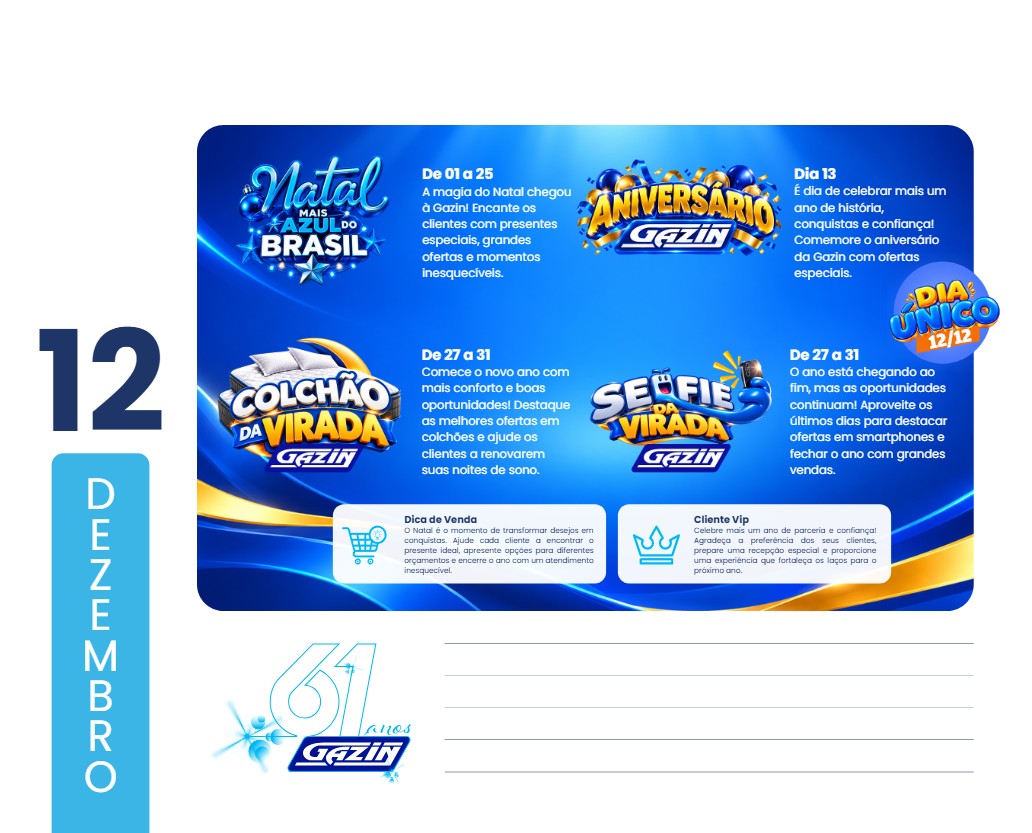 Natal
MAIS
AZUL DO
BRASIL
De 01 a 25
A magia do Natal chegou
à Gazin! Encante os
clientes com presentes
especiais, grandes
ofertas e momentos
inesquecíveis.
ANIVERSÁRIO
GAZIN
Dia 13
É dia de celebrar mais um
ano de história,
conquistas e confiança!
Comemore o aniversário
da Gazin com ofertas
especiais.
DIA
ÚNICO
12/12
12
DEZEMBRO
COLCHÃO
DA VIRADA
GAZIN
De 27 a 31
Comece o novo ano com
mais conforto e boas
oportunidades! Destaque
as melhores ofertas em
colchões e ajude os
clientes a renovarem
suas noites de sono.
SELFIE
DA
VIRADA
GAZIN
De 27 a 31
O ano está chegando ao
fim, mas as oportunidades
continuam! Aproveite os
últimos dias para destacar
ofertas em smartphones e
fechar o ano com grandes
vendas.
Dica de Venda
O Natal é o momento de transformar desejos em
conquistas. Ajude cada cliente a encontrar o
presente ideal, apresente opções para diferentes
orçamentos e encerre o ano com um atendimento
inesquecível.
Cliente Vip
Celebre mais um ano de parceria e confiança!
Agradeça a preferência dos seus clientes,
prepare uma recepção especial e proporcione
uma experiência que fortaleça os laços para o
próximo ano.
61
anos
GAZIN